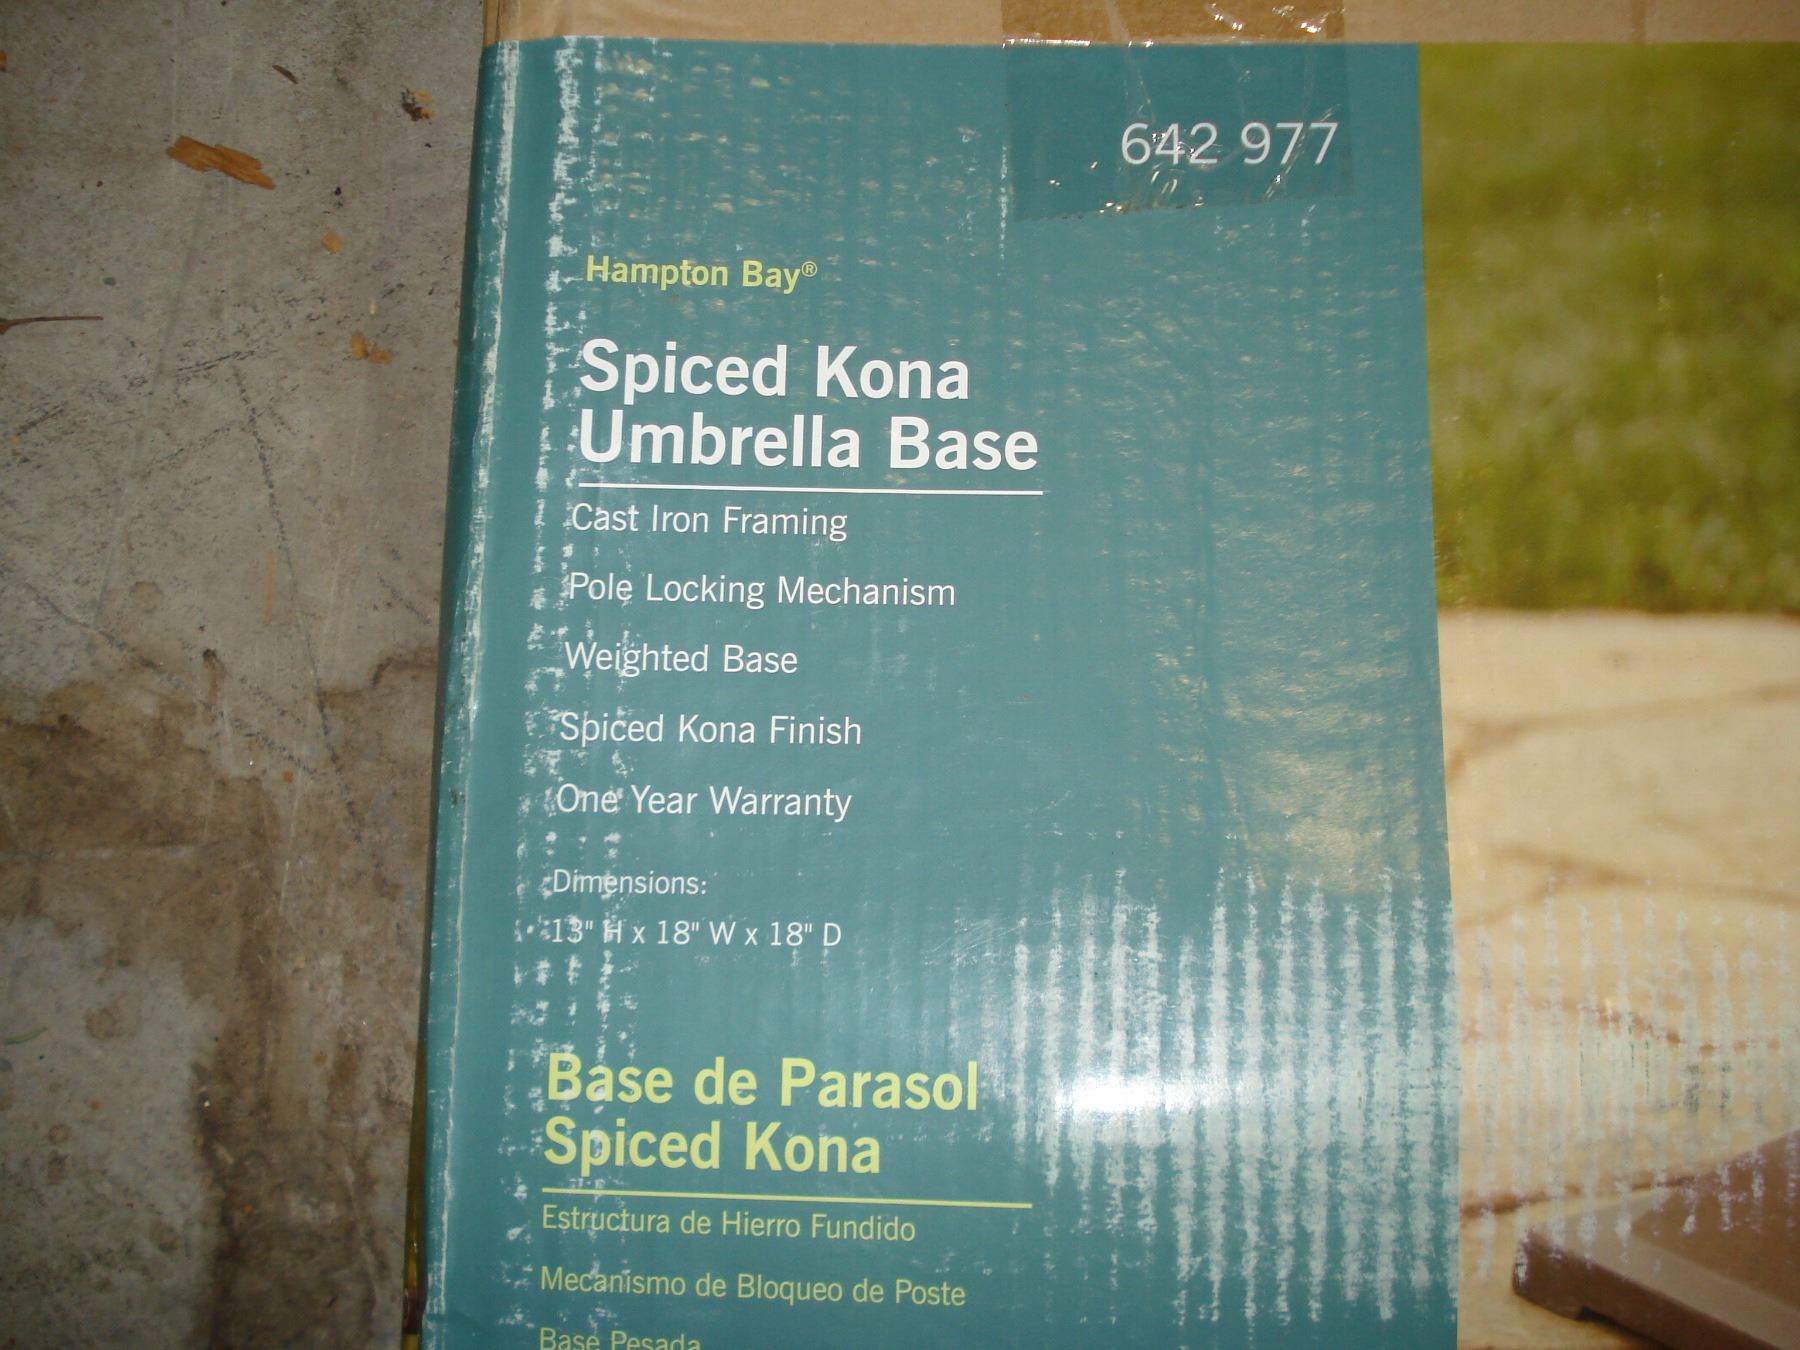 642 977
Hampton Bay®
Spiced Kona
Umbrella Base
Cast Iron Framing
Pole Locking Mechanism
Weighted Base
Spiced Kona Finish
One Year Warranty
Dimensions:
13" H x 18" W x 18" D
Base de Parasol
Spiced Kona
Estructura de Hierro Fundido
Mecanismo de Bloqueo de Poste
Base Pesada